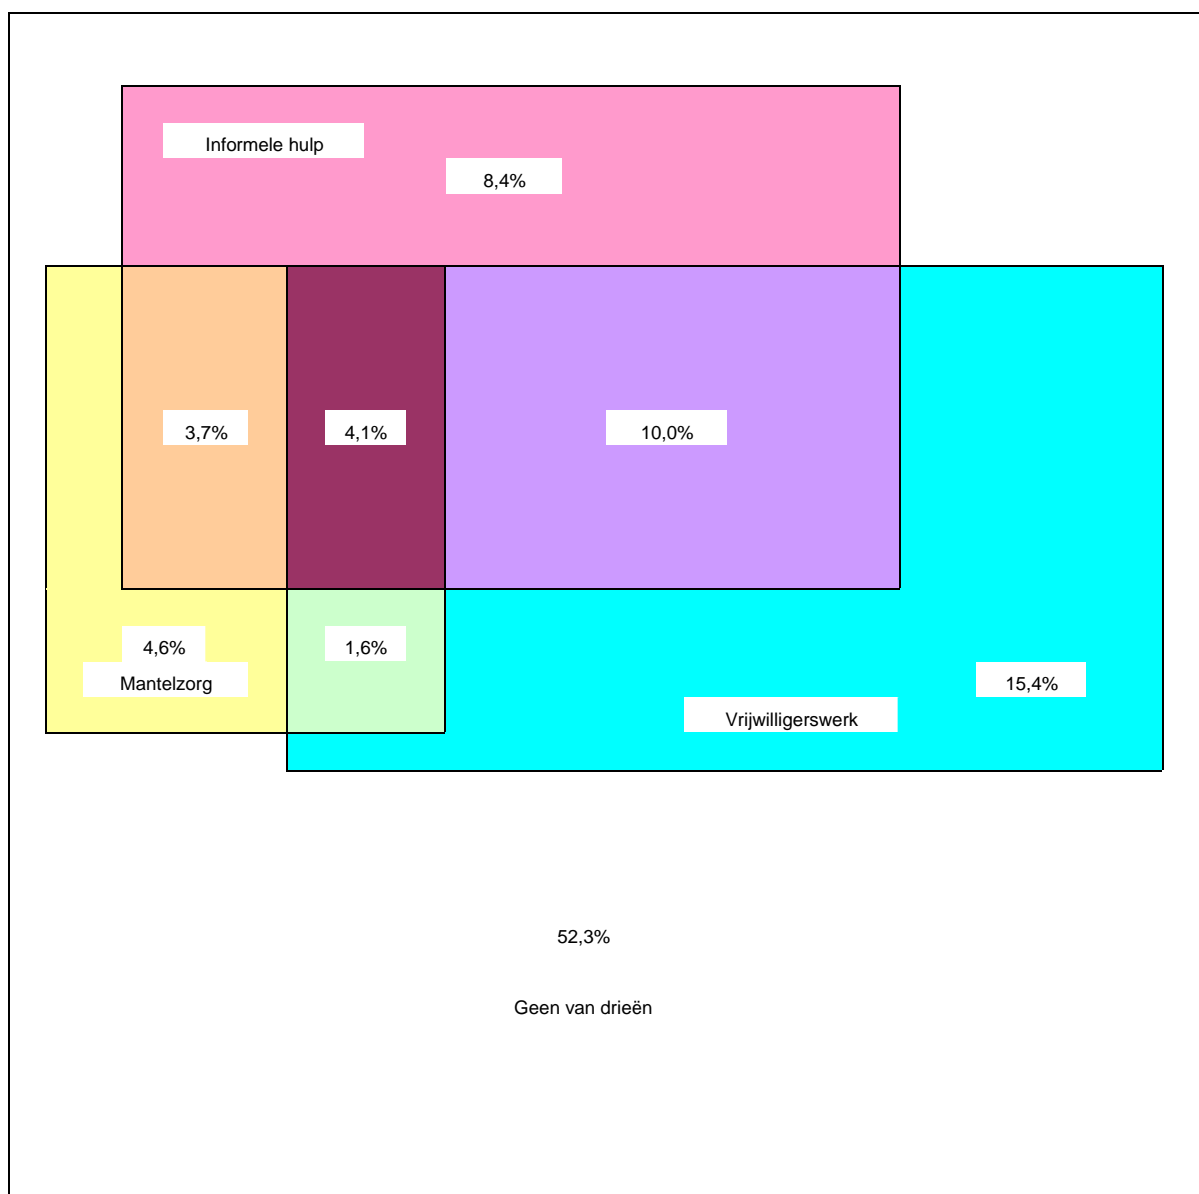 Informele hulp
8,4%
3,7%
4,1%
10,0%
4,6%
1,6%
Mantelzorg
15,4%
Vrijwilligerswerk
52,3%
Geen van drieën